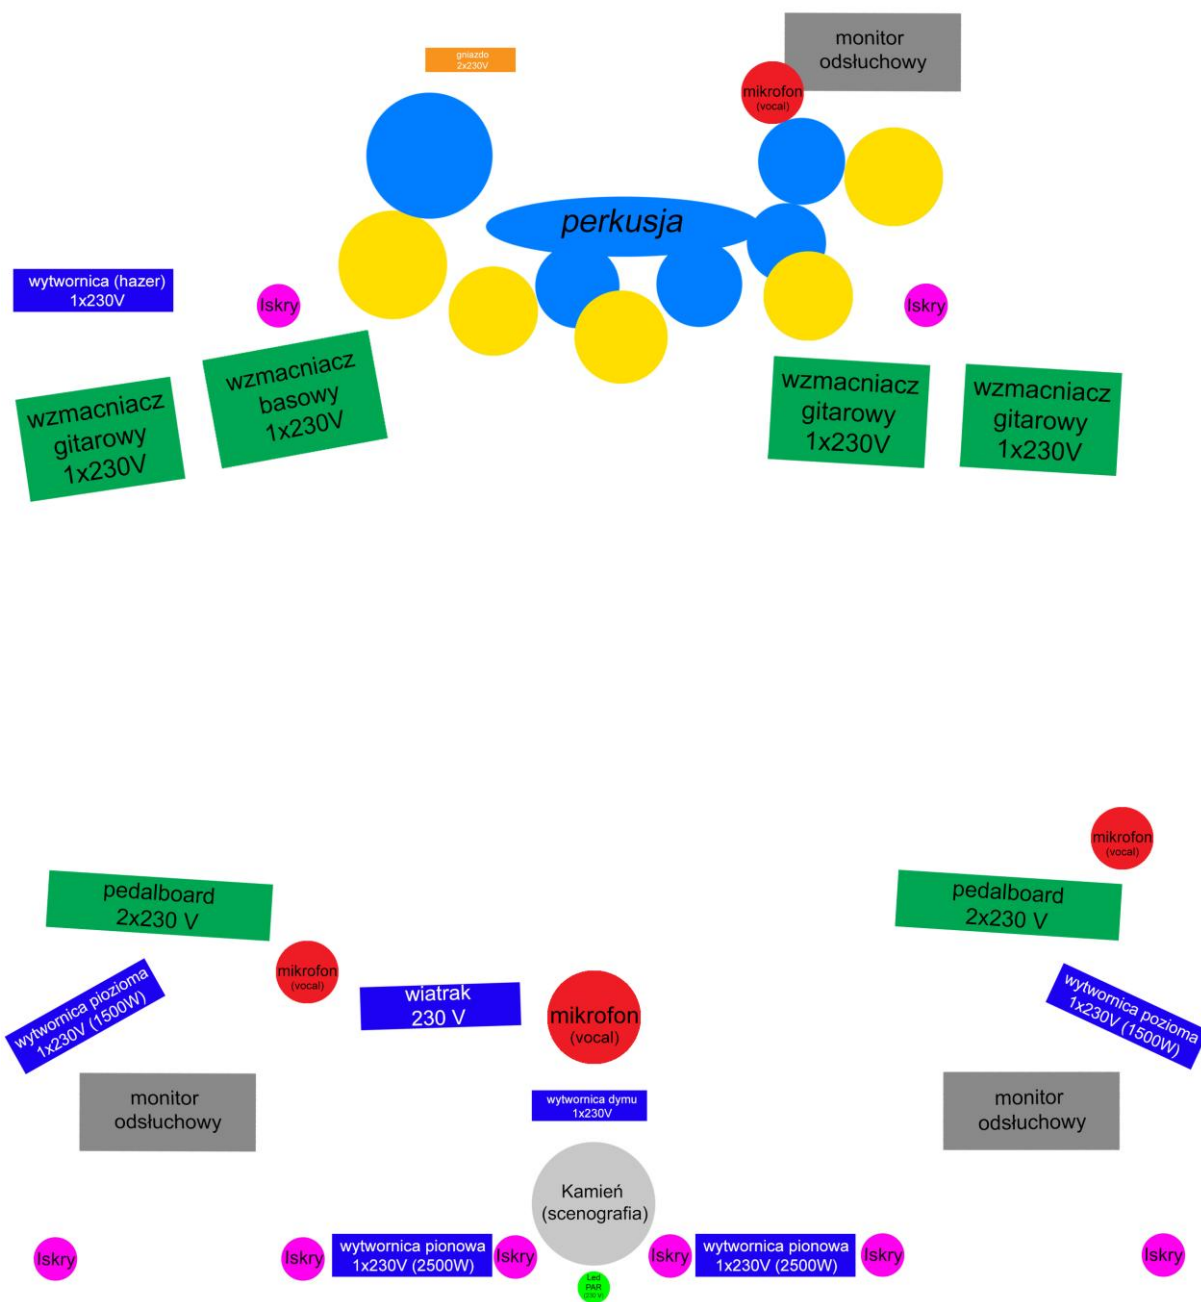 gniazdo
2x230V
monitor
odsłuchowy
mikrofon
(vocal)
perkusja
wytwornica (hazer)
1x230V
Iskry
Iskry
wzmacniacz
gitarowy
1x230V
wzmacniacz
basowy
1x230V
wzmacniacz
gitarowy
1x230V
wzmacniacz
gitarowy
1x230V
mikrofon
(vocal)
pedalboard
2x230 V
pedalboard
2x230 V
mikrofon
(vocal)
wytwornica piozioma
1x230V (1500W)
wiatrak
230 V
mikrofon
(vocal)
wytwornica pozioma
1x230V (1500W)
monitor
odsłuchowy
wytwornica dymu
1x230V
monitor
odsłuchowy
Kamień
(scenografia)
Iskry
Iskry
wytwornica pionowa
1x230V (2500W)
Iskry
Iskry
wytwornica pionowa
1x230V (2500W)
Iskry
Iskry
Led
PAR
(230 V)